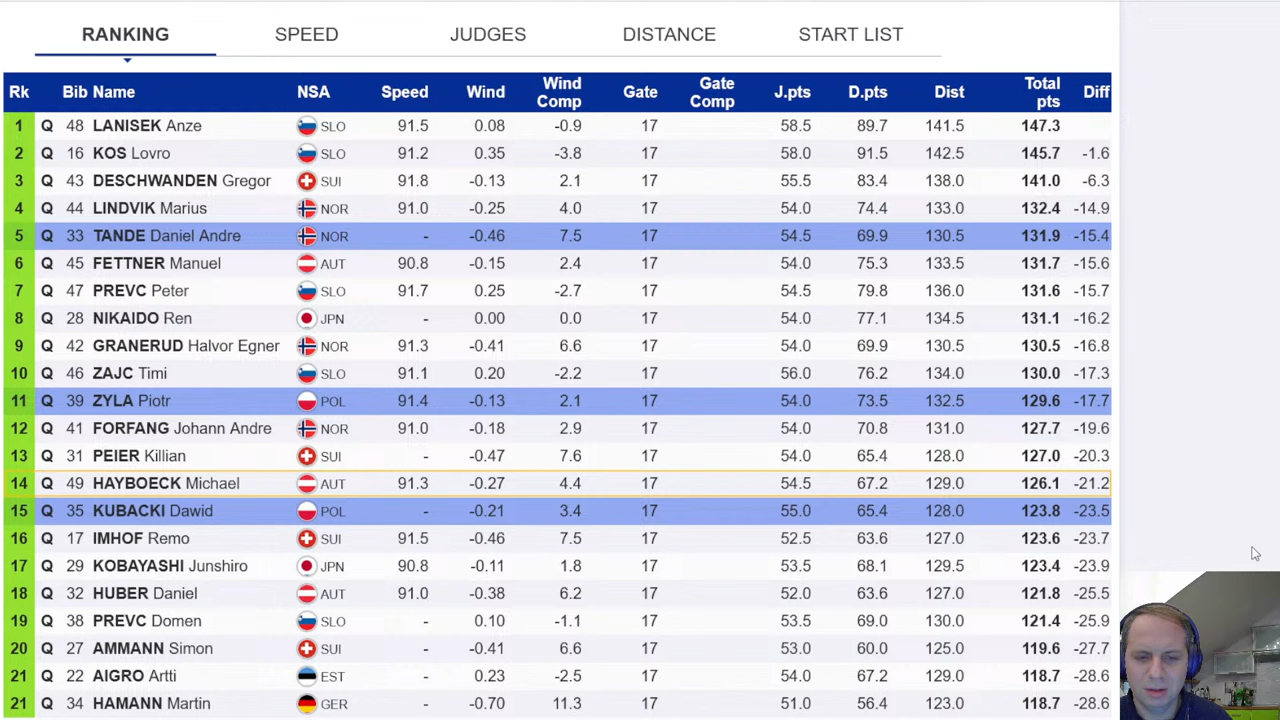 RANKING SPEED JUDGES DISTANCE START LIST
Rk Bib Name NSA Speed Wind Wind Comp Gate Gate Comp J.pts D.pts Dist Total pts Diff
1 Q 48 LANISEK Anze SLO 91.5 0.08 -0.9 17 58.5 89.7 141.5 147.3
2 Q 16 KOS Lovro SLO 91.2 0.35 -3.8 17 58.0 91.5 142.5 145.7 -1.6
3 Q 43 DESCHWANDEN Gregor SUI 91.8 -0.13 2.1 17 55.5 83.4 138.0 141.0 -6.3
4 Q 44 LINDVIK Marius NOR 91.0 -0.25 4.0 17 54.0 74.4 133.0 132.4 -14.9
5 Q 33 TANDE Daniel Andre NOR - -0.46 7.5 17 54.5 69.9 130.5 131.9 -15.4
6 Q 45 FETTNER Manuel AUT 90.8 -0.15 2.4 17 54.0 75.3 133.5 131.7 -15.6
7 Q 47 PREVC Peter SLO 91.7 0.25 -2.7 17 54.5 79.8 136.0 131.6 -15.7
8 Q 28 NIKAIDO Ren JPN - 0.00 0.0 17 54.0 77.1 134.5 131.1 -16.2
9 Q 42 GRANERUD Halvor Egner NOR 91.3 -0.41 6.6 17 54.0 69.9 130.5 130.5 -16.8
10 Q 46 ZAJC Timi SLO 91.1 0.20 -2.2 17 56.0 76.2 134.0 130.0 -17.3
11 Q 39 ZYLA Piotr POL 91.4 -0.13 2.1 17 54.0 73.5 132.5 129.6 -17.7
12 Q 41 FORFANG Johann Andre NOR 91.0 -0.18 2.9 17 54.0 70.8 131.0 127.7 -19.6
13 Q 31 PEIER Killian SUI - -0.47 7.6 17 54.0 65.4 128.0 127.0 -20.3
14 Q 49 HAYBOECK Michael AUT 91.3 -0.27 4.4 17 54.5 67.2 129.0 126.1 -21.2
15 Q 35 KUBACKI Dawid POL - -0.21 3.4 17 55.0 65.4 128.0 123.8 -23.5
16 Q 17 IMHOF Remo SUI 91.5 -0.46 7.5 17 52.5 63.6 127.0 123.6 -23.7
17 Q 29 KOBAYASHI Junshiro JPN 90.8 -0.11 1.8 17 53.5 68.1 129.5 123.4 -23.9
18 Q 32 HUBER Daniel AUT 91.0 -0.38 6.2 17 52.0 63.6 127.0 121.8 -25.5
19 Q 38 PREVC Domen SLO - 0.10 -1.1 17 53.5 69.0 130.0 121.4 -25.9
20 Q 27 AMMANN Simon SUI - -0.41 6.6 17 53.0 60.0 125.0 119.6 -27.7
21 Q 22 AIGRO Artti EST - 0.23 -2.5 17 54.0 67.2 129.0 118.7 -28.6
21 Q 34 HAMANN Martin GER - -0.70 11.3 17 51.0 56.4 123.0 118.7 -28.6